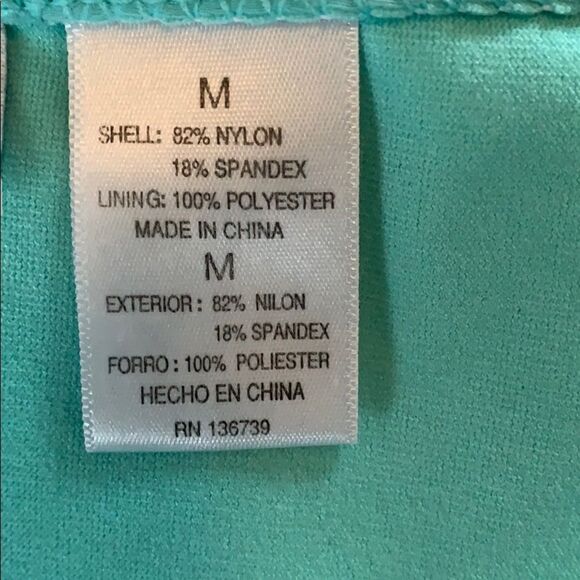 M
SHELL: 82% NYLON
18% SPANDEX
LINING: 100% POLYESTER
MADE IN CHINA
M
EXTERIOR: 82% NILON
18% SPANDEX
FORRO: 100% POLIESTER
HECHO EN CHINA
RN 136739